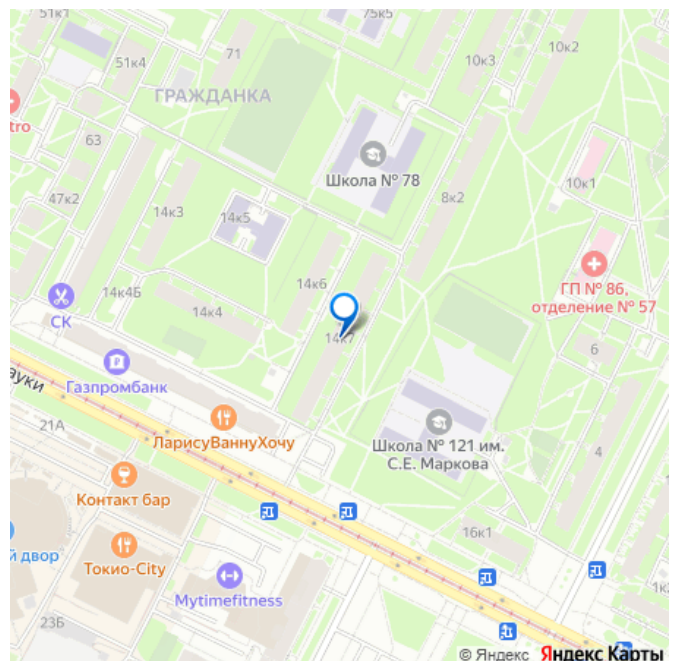 51к1
75к5
51к4
71
10к3
10к2
ГРАЖДАНКА
tro
63
Школа № 78
10к1
47к2
14к3
14к5
8к2
14к6
ГП № 86,
отделение № 57
14к4Б
14к4
СК
14к7
6
Газпромбанк
ауки
21А
ЛарисуВаннуХочу
Школа № 121 им.
С.Е. Маркова
4
Контакт бар
16к1
й двор
Токио-City
Mytimefitness
1к
23Б
© Яндекс Яндекс Карты